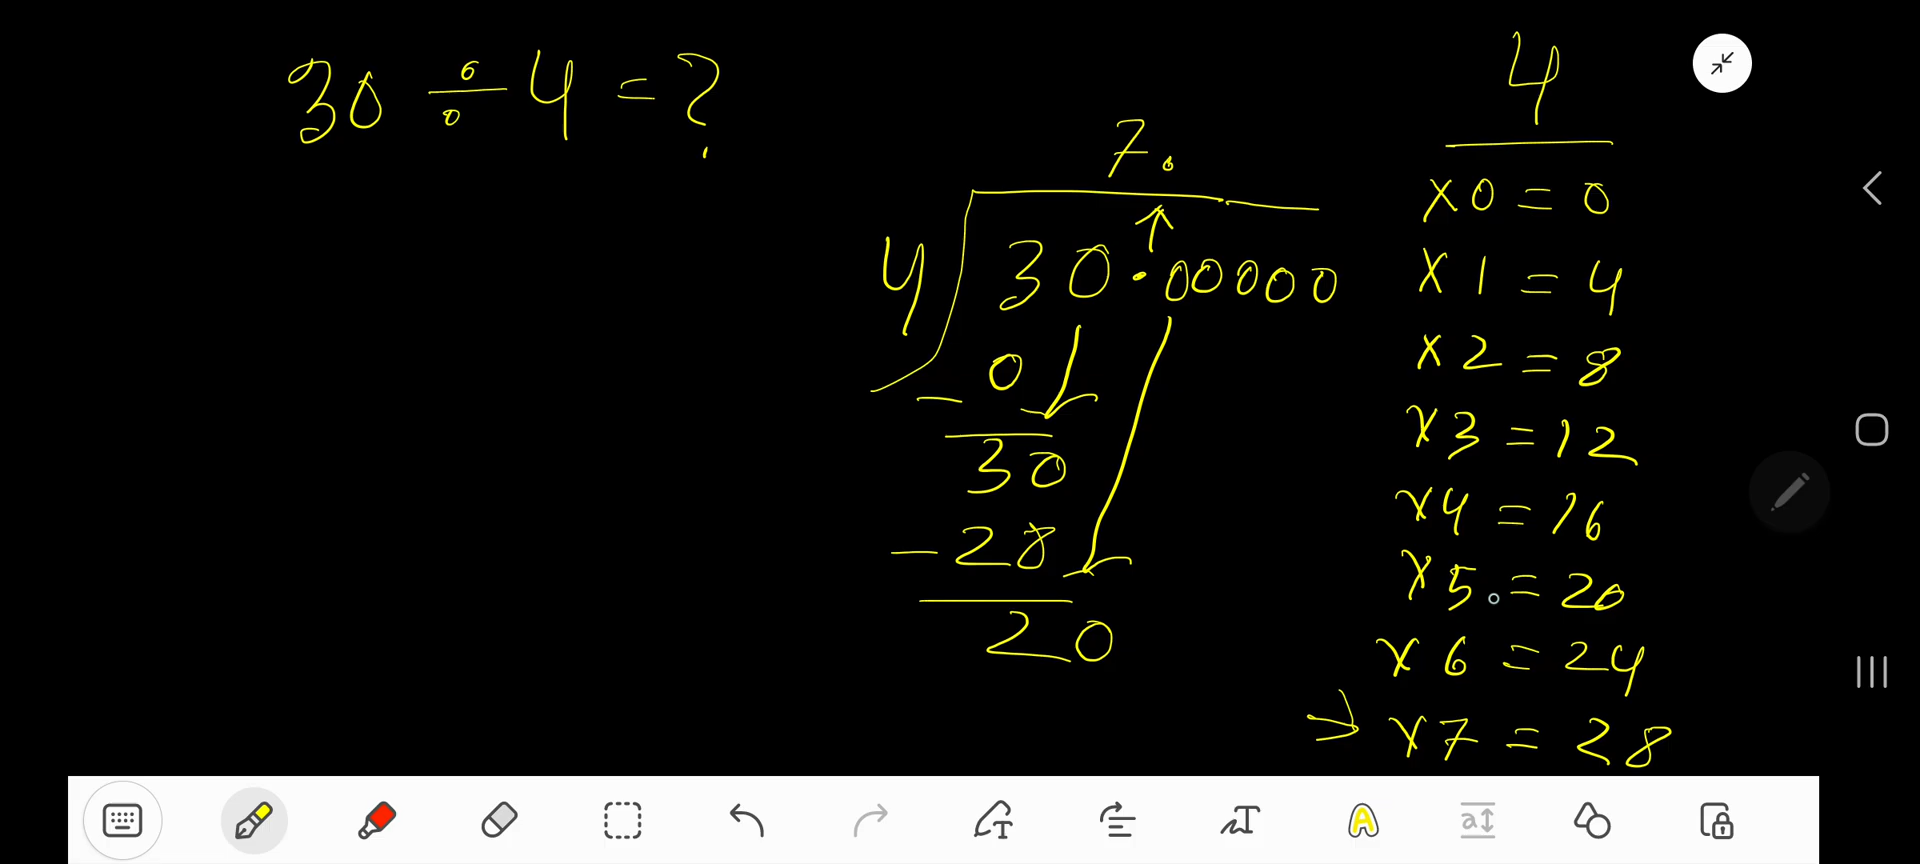 30 ÷ 4 = ?
7.
4 30.00000
0
30
-28
20
4
x0 = 0
x1 = 4
x2 = 8
x3 = 12
x4 = 16
x5 = 20
x6 = 24
→ x7 = 28